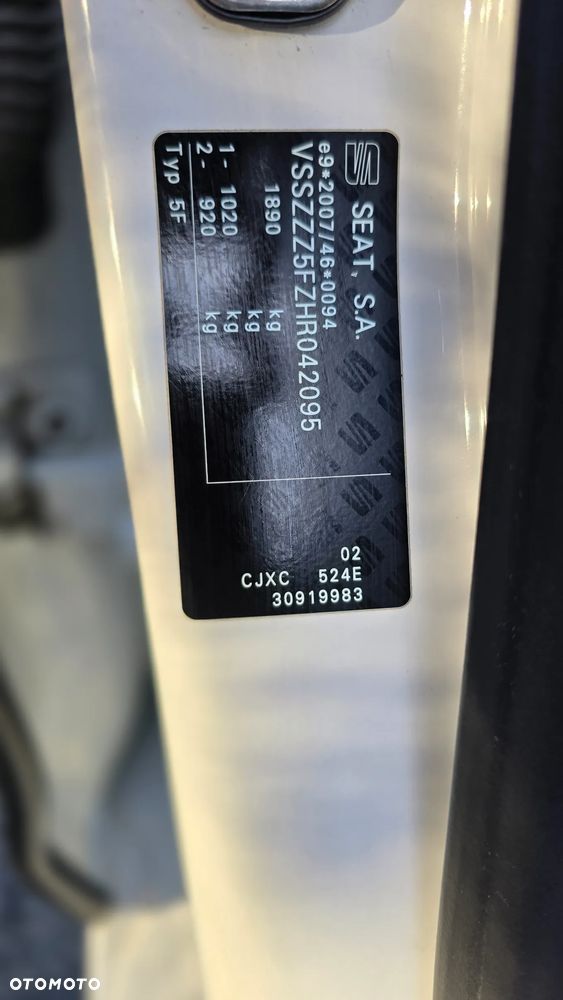 SEAT, S.A.
e9*2007/46*0094
VSSZZZ5FZHR042095
1890 kg
kg
1- 1020 kg
2- 920 kg
Typ 5F
02
CJXC 524E
30919983
OTOMOTO